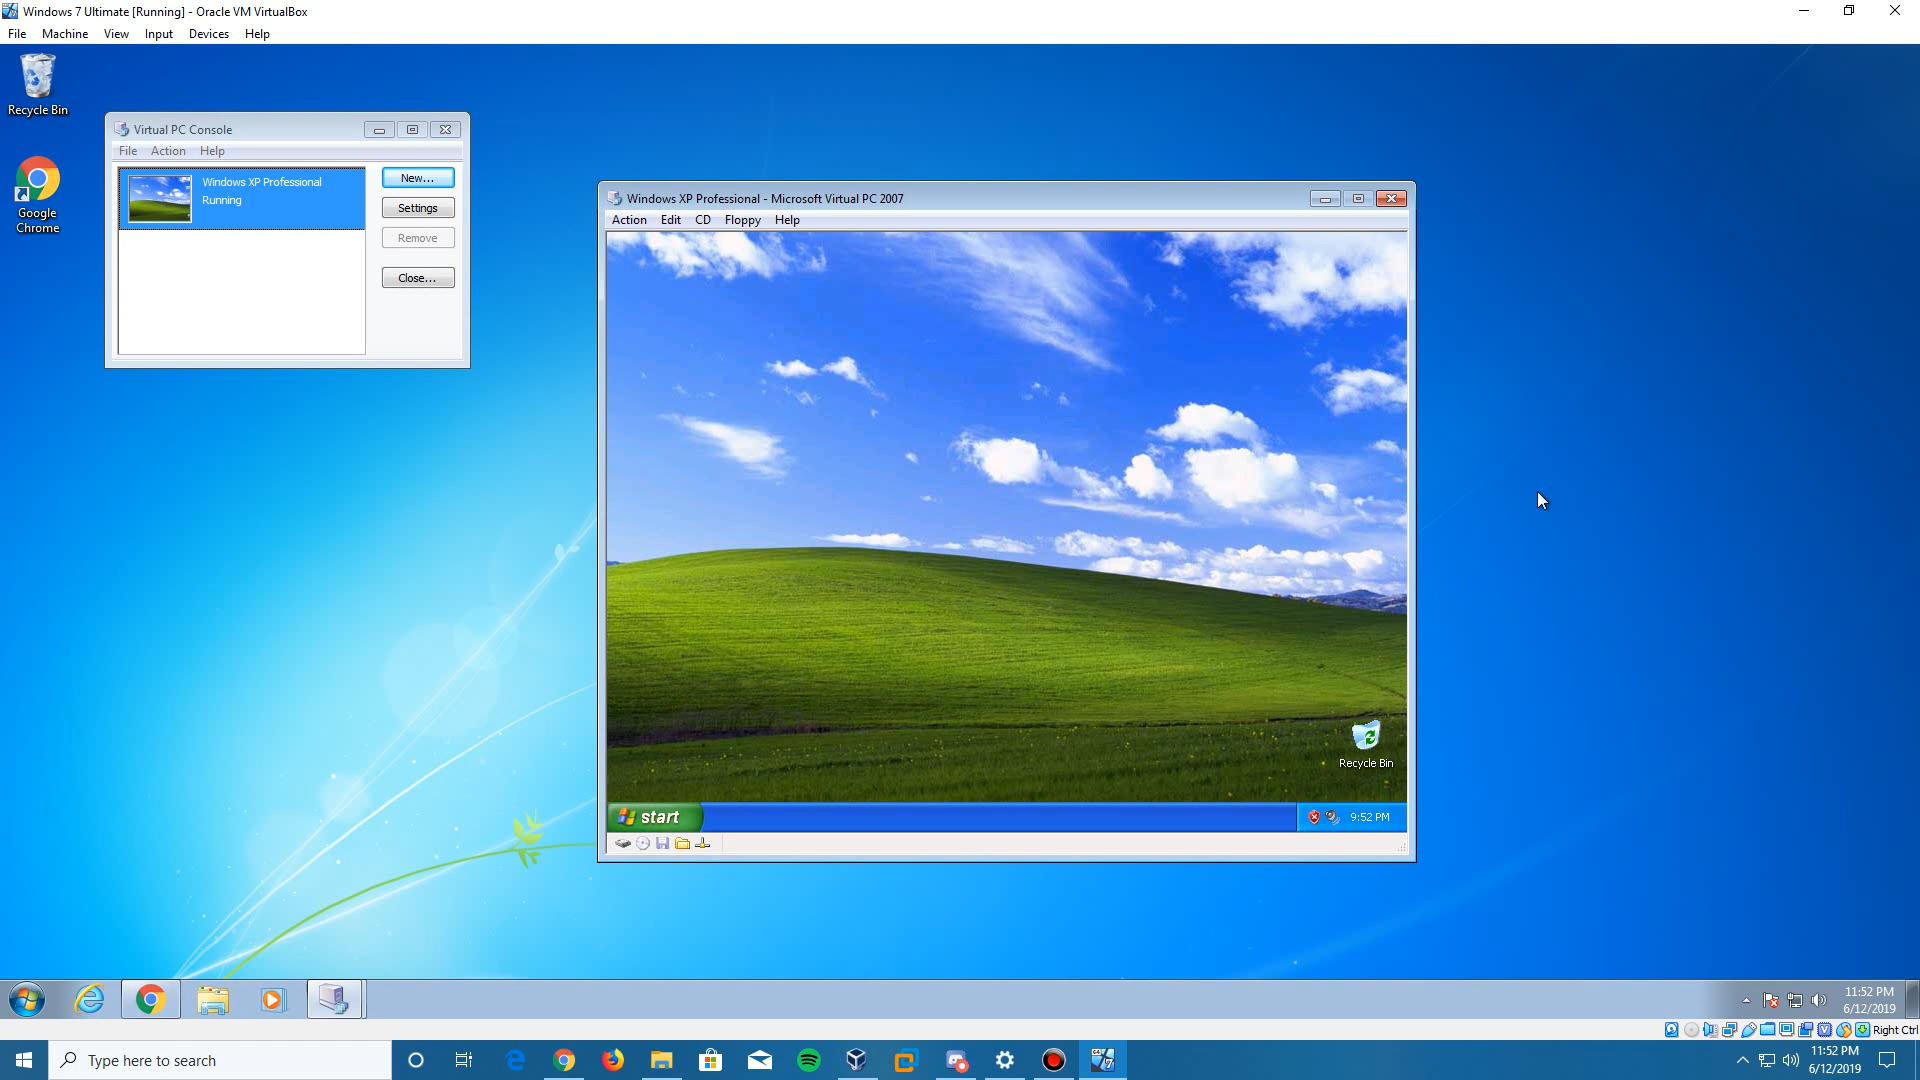 Windows 7 Ultimate [Running] - Oracle VM VirtualBox
File Machine View Input Devices Help
Recycle Bin
Google
Chrome
Virtual PC Console
File Action Help
Windows XP Professional
Running
New...
Settings
Remove
Close...
Windows XP Professional - Microsoft Virtual PC 2007
Action Edit CD Floppy Help
Recycle Bin
start
9:52 PM
11:52 PM
6/12/2019
Right Ctrl
Type here to search
11:52 PM
6/12/2019